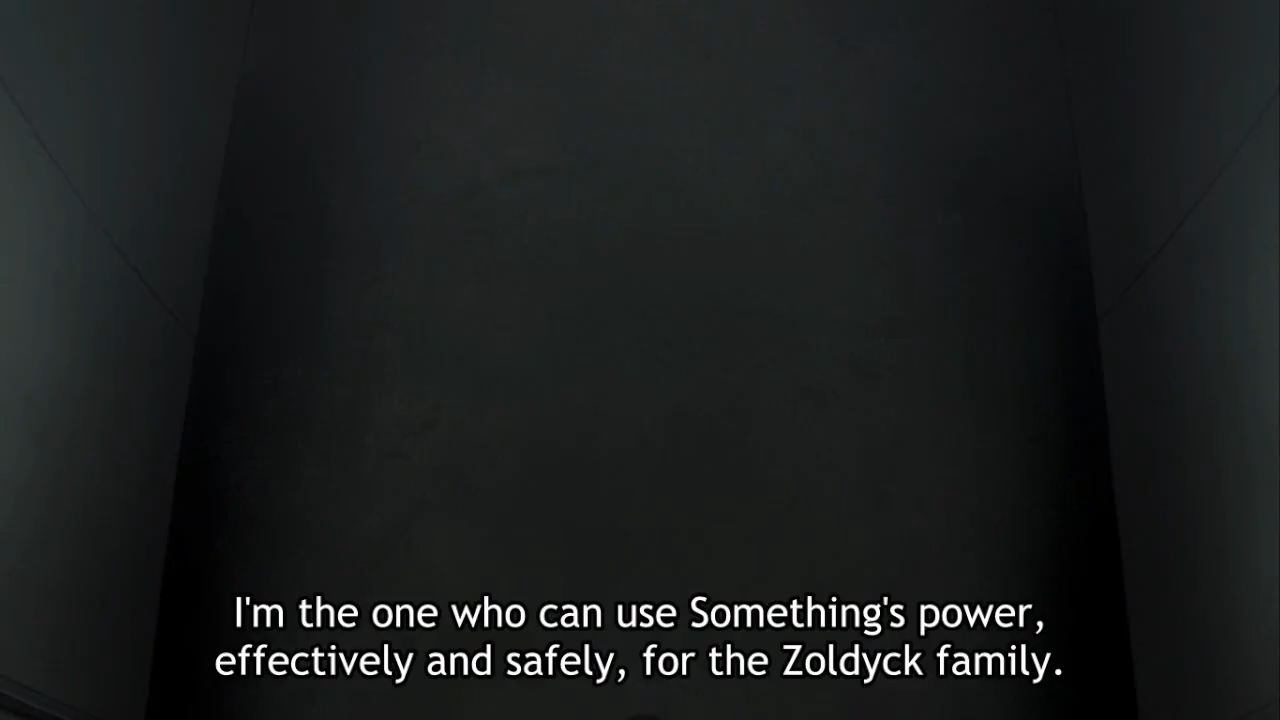 I'm the one who can use Something's power,
effectively and safely, for the Zoldyck family.